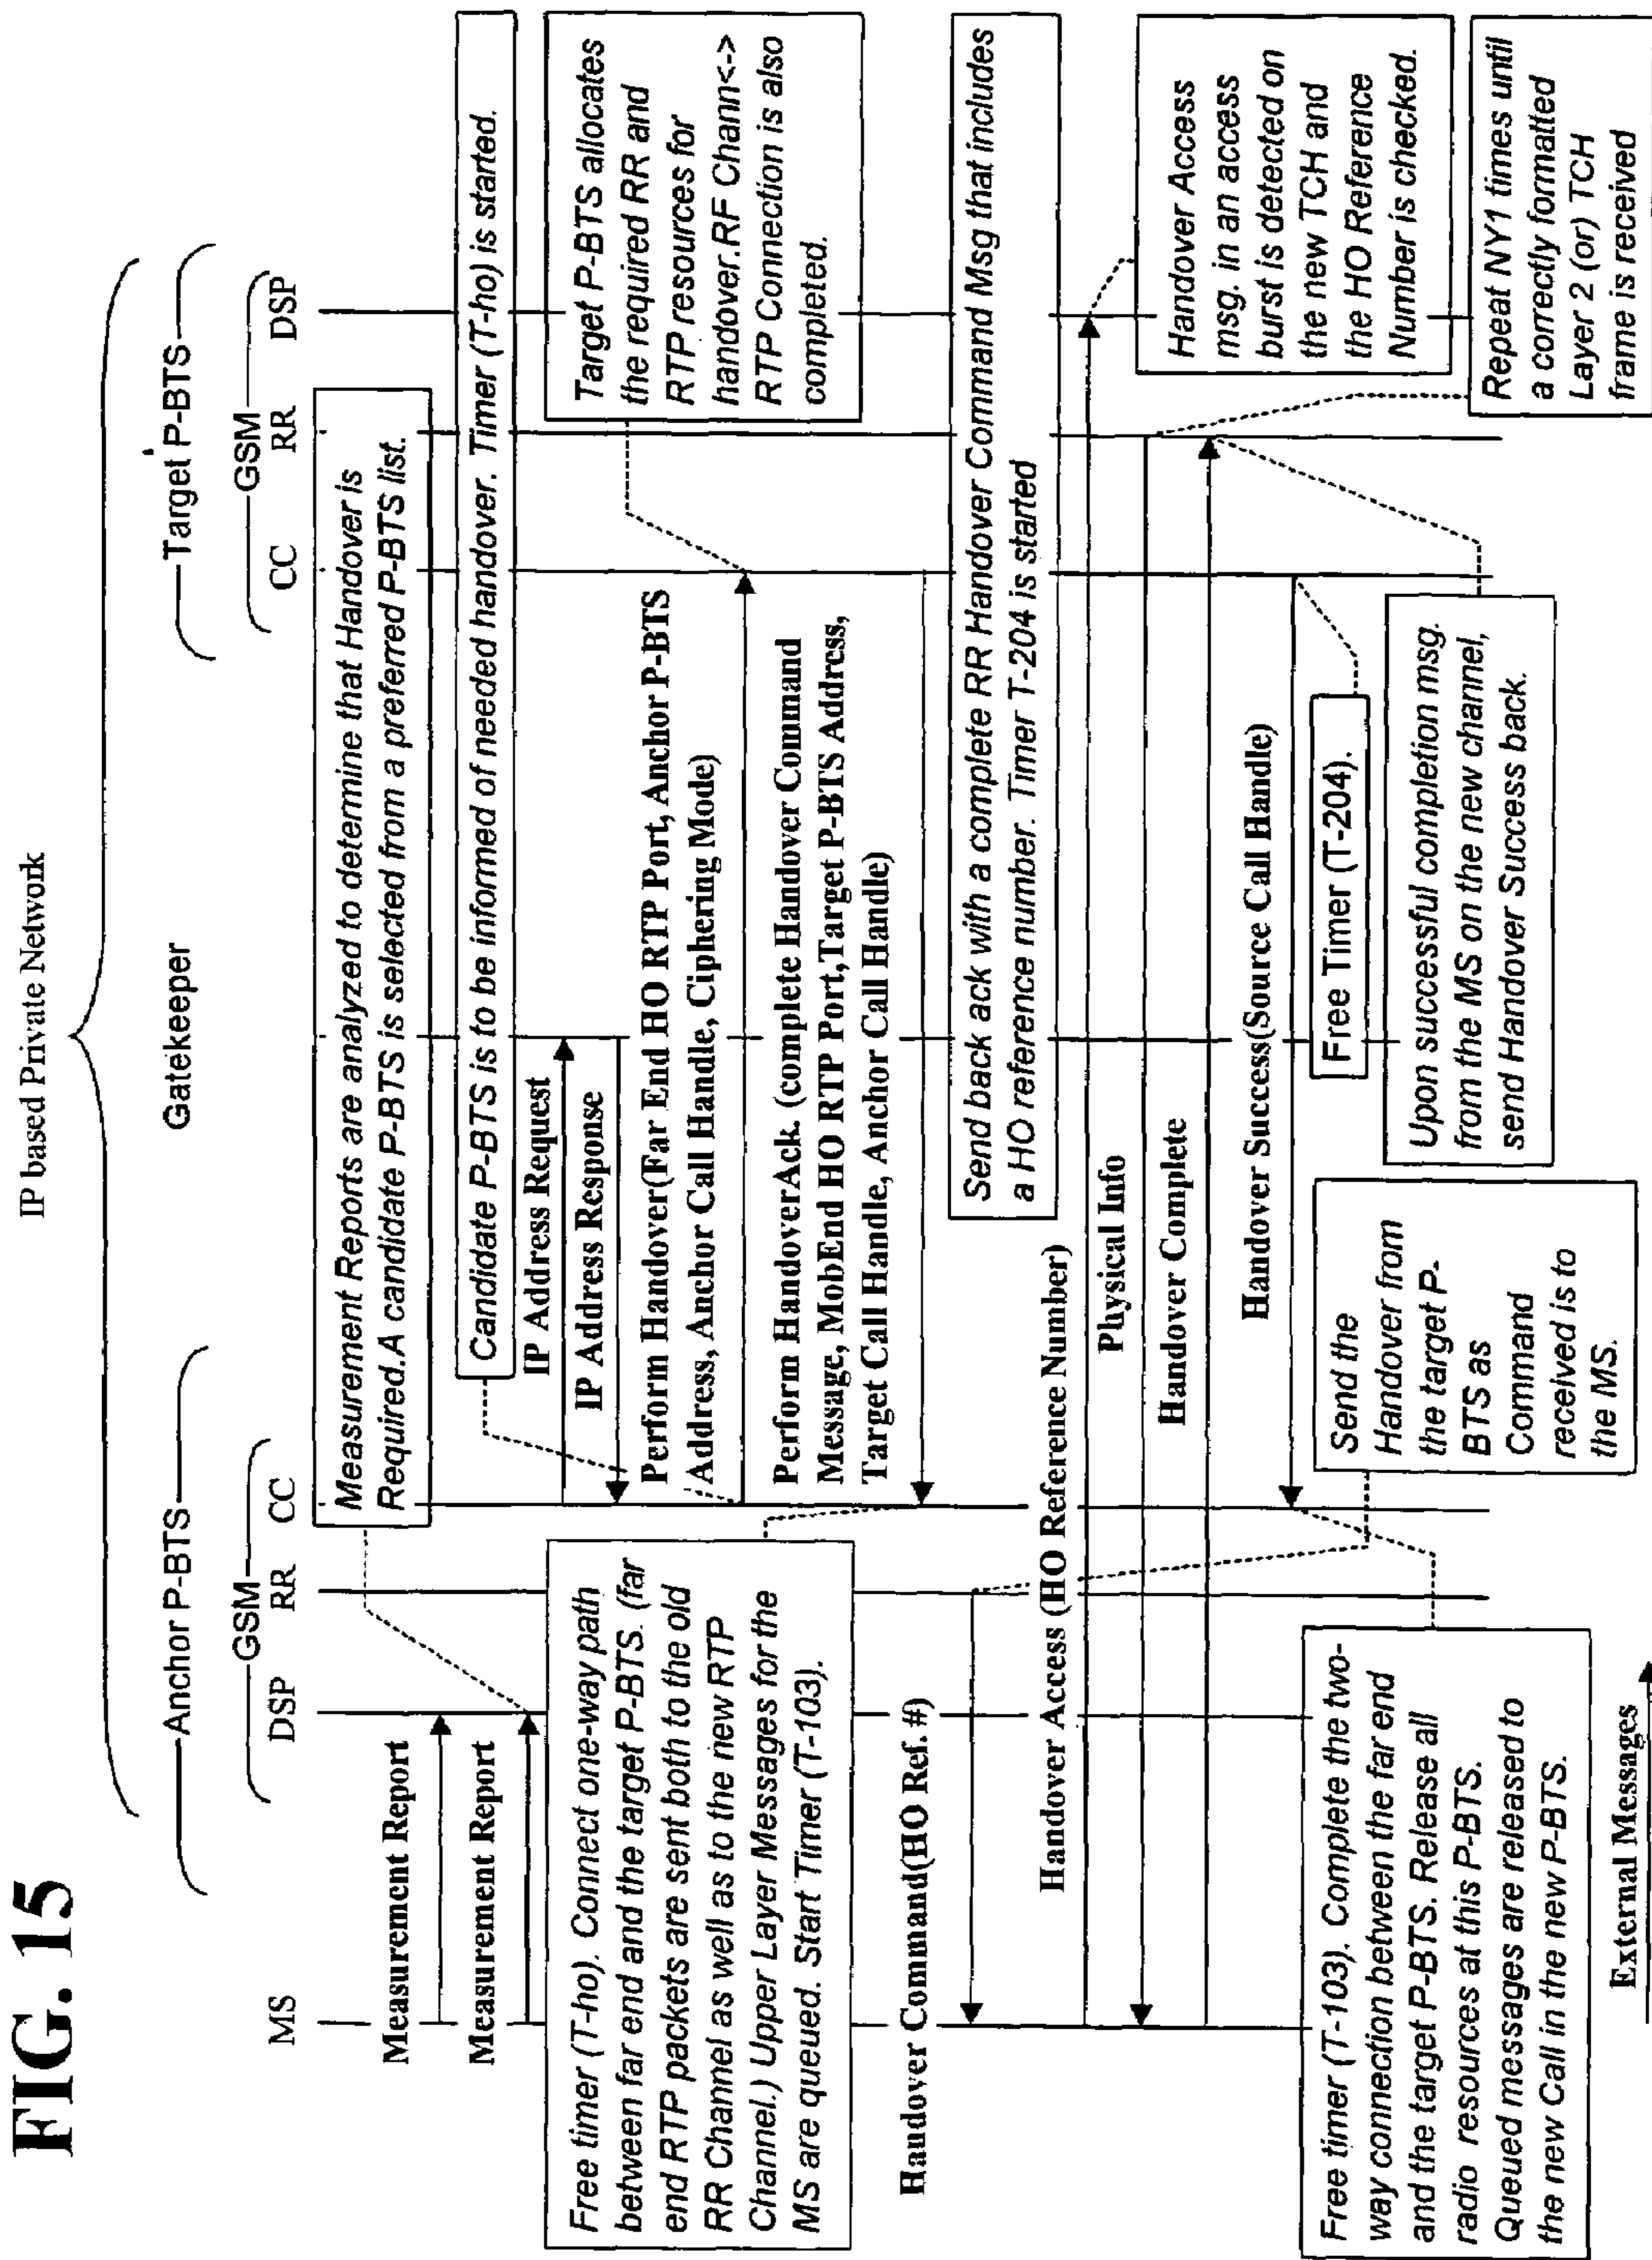 FIG. 15
IP based Private Network
Anchor P-BTS
Gatekeeper
Target P-BTS
GSM
GSM
MS
DSP
RR
CC
CC
RR
DSP
Measurement Report
Measurement Report
Measurement Reports are analyzed to determine that Handover is
Required.A candidate P-BTS is selected from a preferred P-BTS list.
Candidate P-BTS is to be informed of needed handover. Timer (T-ho) is started.
IP Address Request
IP Address Response
Perform Handover(Far End HO RTP Port, Anchor P-BTS
Address, Anchor Call Handle, Ciphering Mode)
Target P-BTS allocates
the required RR and
RTP resources for
handover.RF Chann<->
RTP Connection is also
completed.
Perform HandoverAck. (complete Handover Command
Message, MobEnd HO RTP Port,Target P-BTS Address,
Target Call Handle, Anchor Call Handle)
Free timer (T-ho). Connect one-way path
between far end and the target P-BTS. (far
end RTP packets are sent both to the old
RR Channel as well as to the new RTP
Channel.) Upper Layer Messages for the
MS are queued. Start Timer (T-103).
Send back ack with a complete RR Handover Command Msg that includes
a HO reference number. Timer T-204 is started
Handover Command(HO Ref. #)
Handover Access (HO Reference Number)
Physical Info
Handover Complete
Handover Access
msg. in an access
burst is detected on
the new TCH and
the HO Reference
Number is checked.
Handover Success(Source Call Handle)
Free Timer (T-204).
Repeat NY1 times until
a correctly formatted
Layer 2 (or) TCH
frame is received
Free timer (T-103). Complete the two-
way connection between the far end
and the target P-BTS. Release all
radio resources at this P-BTS.
Queued messages are released to
the new Call in the new P-BTS.
Send the
Handover from
the target P-
BTS as
Command
received is to
the MS.
Upon successful completion msg.
from the MS on the new channel,
send Handover Success back.
External Messages